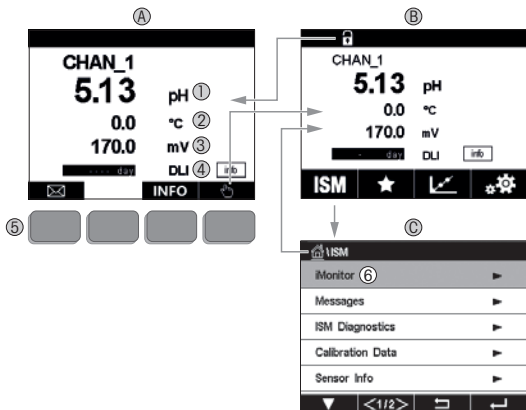 Ⓐ
CHAN_1
5.13 pH ①
0.0 °C ②
170.0 mV ③
---- day DLI ④ info
INFO
⑤
Ⓑ
CHAN_1
5.13 pH
0.0 °C
170.0 mV
---- day DLI info
ISM
Ⓒ
\ISM
iMonitor ⑥
Messages
ISM Diagnostics
Calibration Data
Sensor Info
<1/2>